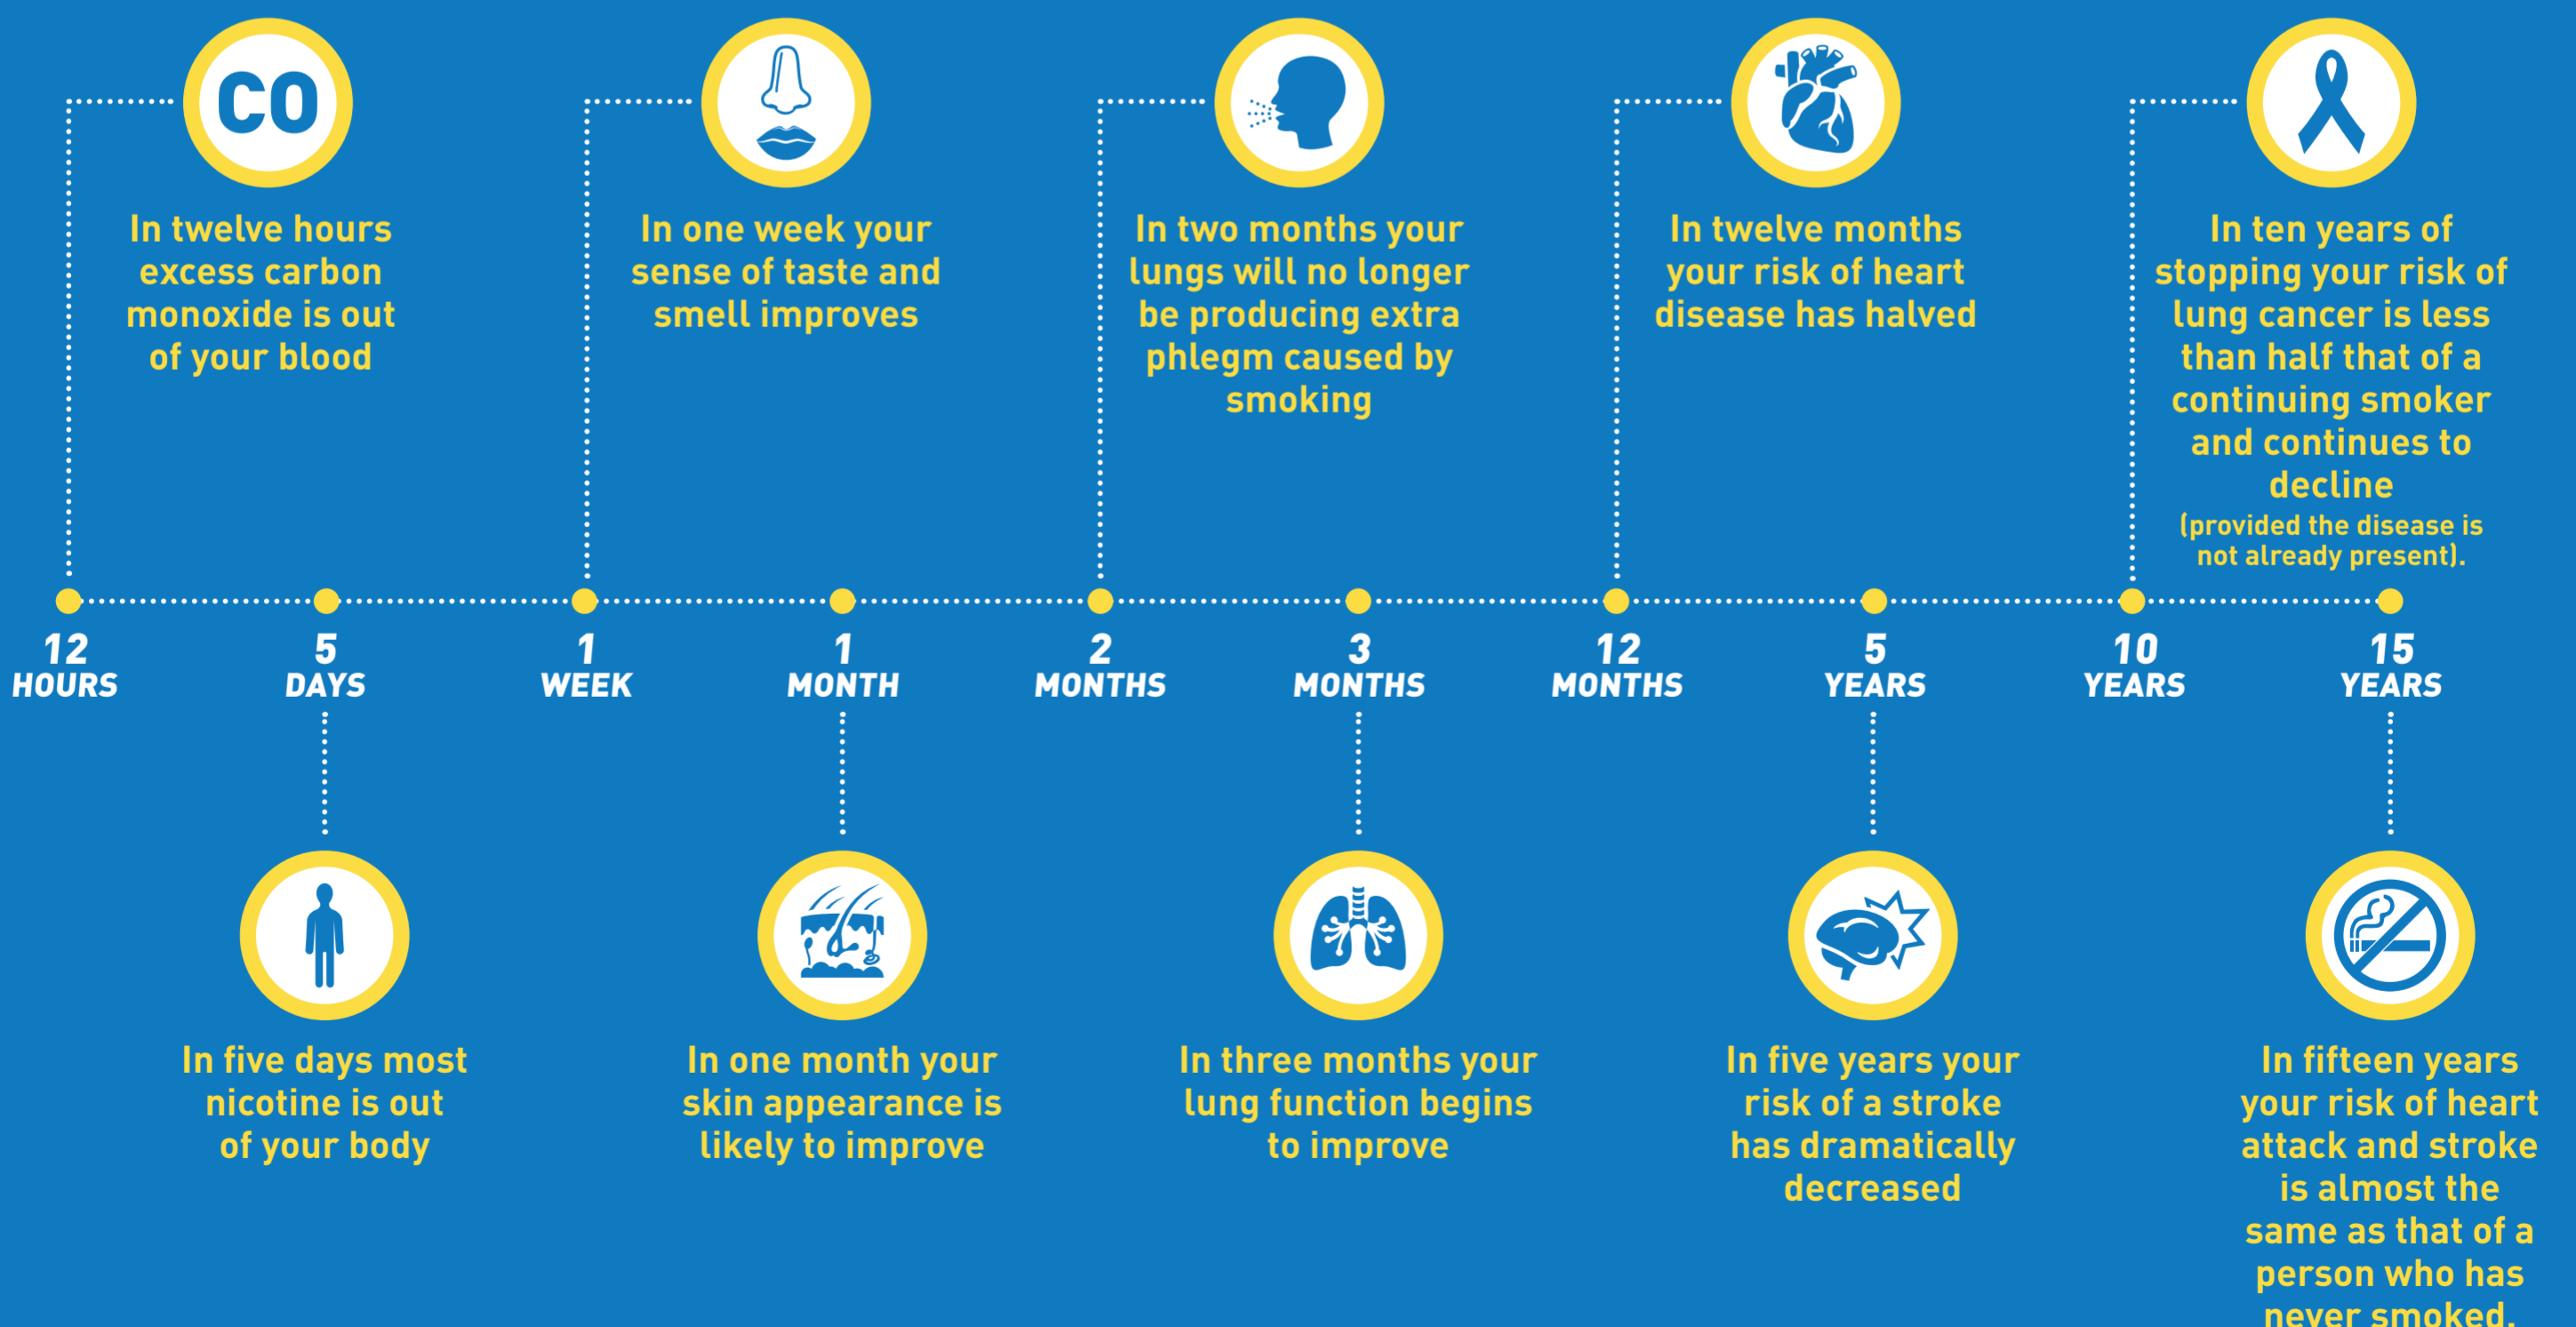 CO
In twelve hours
excess carbon
monoxide is out
of your blood
In one week your
sense of taste and
smell improves
In two months your
lungs will no longer
be producing extra
phlegm caused by
smoking
In twelve months
your risk of heart
disease has halved
In ten years of
stopping your risk of
lung cancer is less
than half that of a
continuing smoker
and continues to
decline
(provided the disease is
not already present).
12
HOURS
5
DAYS
1
WEEK
1
MONTH
2
MONTHS
3
MONTHS
12
MONTHS
5
YEARS
10
YEARS
15
YEARS
In five days most
nicotine is out
of your body
In one month your
skin appearance is
likely to improve
In three months your
lung function begins
to improve
In five years your
risk of a stroke
has dramatically
decreased
In fifteen years
your risk of heart
attack and stroke
is almost the
same as that of a
person who has
never smoked.